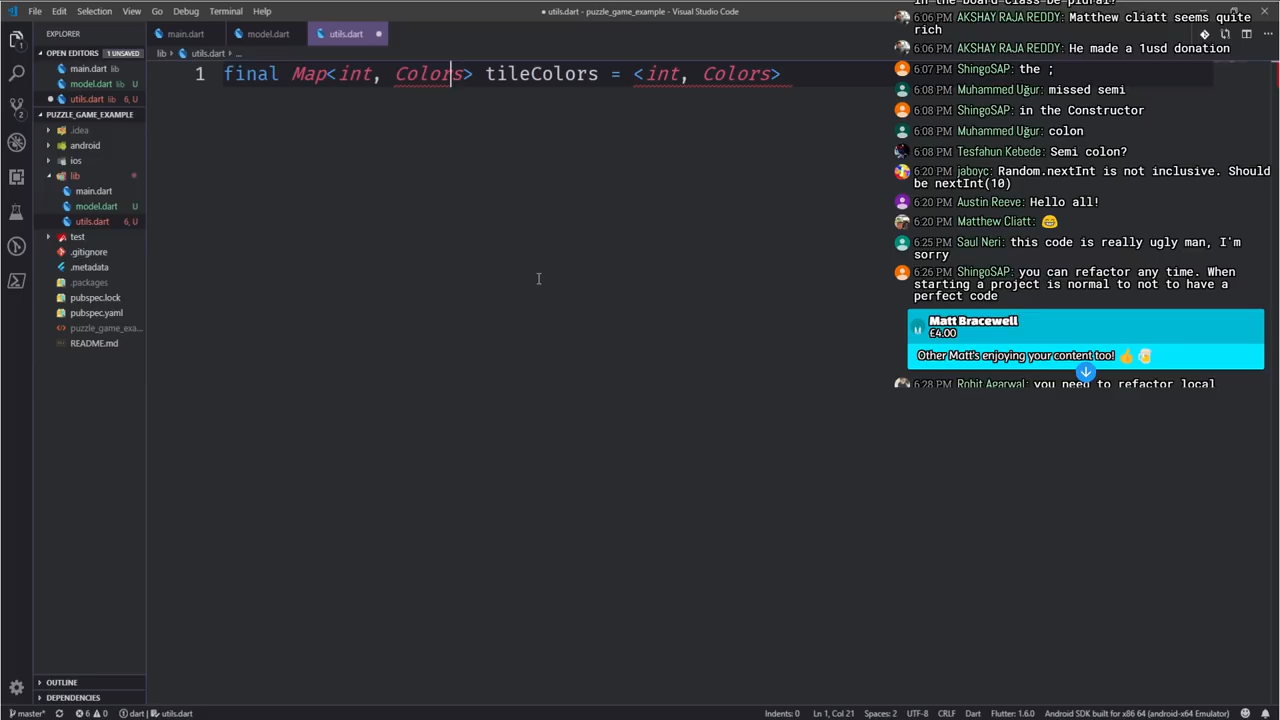 File Edit Selection View Go Debug Terminal Help
● utils.dart - puzzle_game_example - Visual Studio Code
EXPLORER
main.dart
model.dart
utils.dart ●
OPEN EDITORS 1 UNSAVED
main.dart lib
model.dart lib U
utils.dart lib 6, U
PUZZLE_GAME_EXAMPLE
.idea
android
ios
lib
main.dart
model.dart U
utils.dart 6, U
test
.gitignore
.metadata
.packages
pubspec.lock
pubspec.yaml
puzzle_game_exa...
README.md
OUTLINE
DEPENDENCIES
lib > utils.dart > ...
1 final Map<int, Colors> tileColors = <int, Colors>
6:06 PM AKSHAY RAJA REDDY: Matthew cliatt seems quite
rich
6:06 PM AKSHAY RAJA REDDY: He made a 1usd donation
6:07 PM ShingoSAP: the ;
6:08 PM Muhammed Uğur: missed semi
6:08 PM ShingoSAP: in the Constructor
6:08 PM Muhammed Uğur: colon
6:08 PM Tesfahun Kebede: Semi colon?
6:20 PM jaboyc: Random.nextInt is not inclusive. Should
be nextInt(10)
6:20 PM Austin Reeve: Hello all!
6:20 PM Matthew Cliatt: 😄
6:25 PM Saul Neri: this code is really ugly man, I'm
sorry
6:26 PM ShingoSAP: you can refactor any time. When
starting a project is normal to not to have a
perfect code
Matt Bracewell
£4.00
Other Matt's enjoying your content too! 👍 🍺
6:28 PM Rohit Agarwal: you need to refactor local
master* 6 0 dart | utils.dart
Indents: 0 Ln 1, Col 21 Spaces: 2 UTF-8 CRLF Dart Flutter: 1.6.0 Android SDK built for x86 64 (android-x64 Emulator)